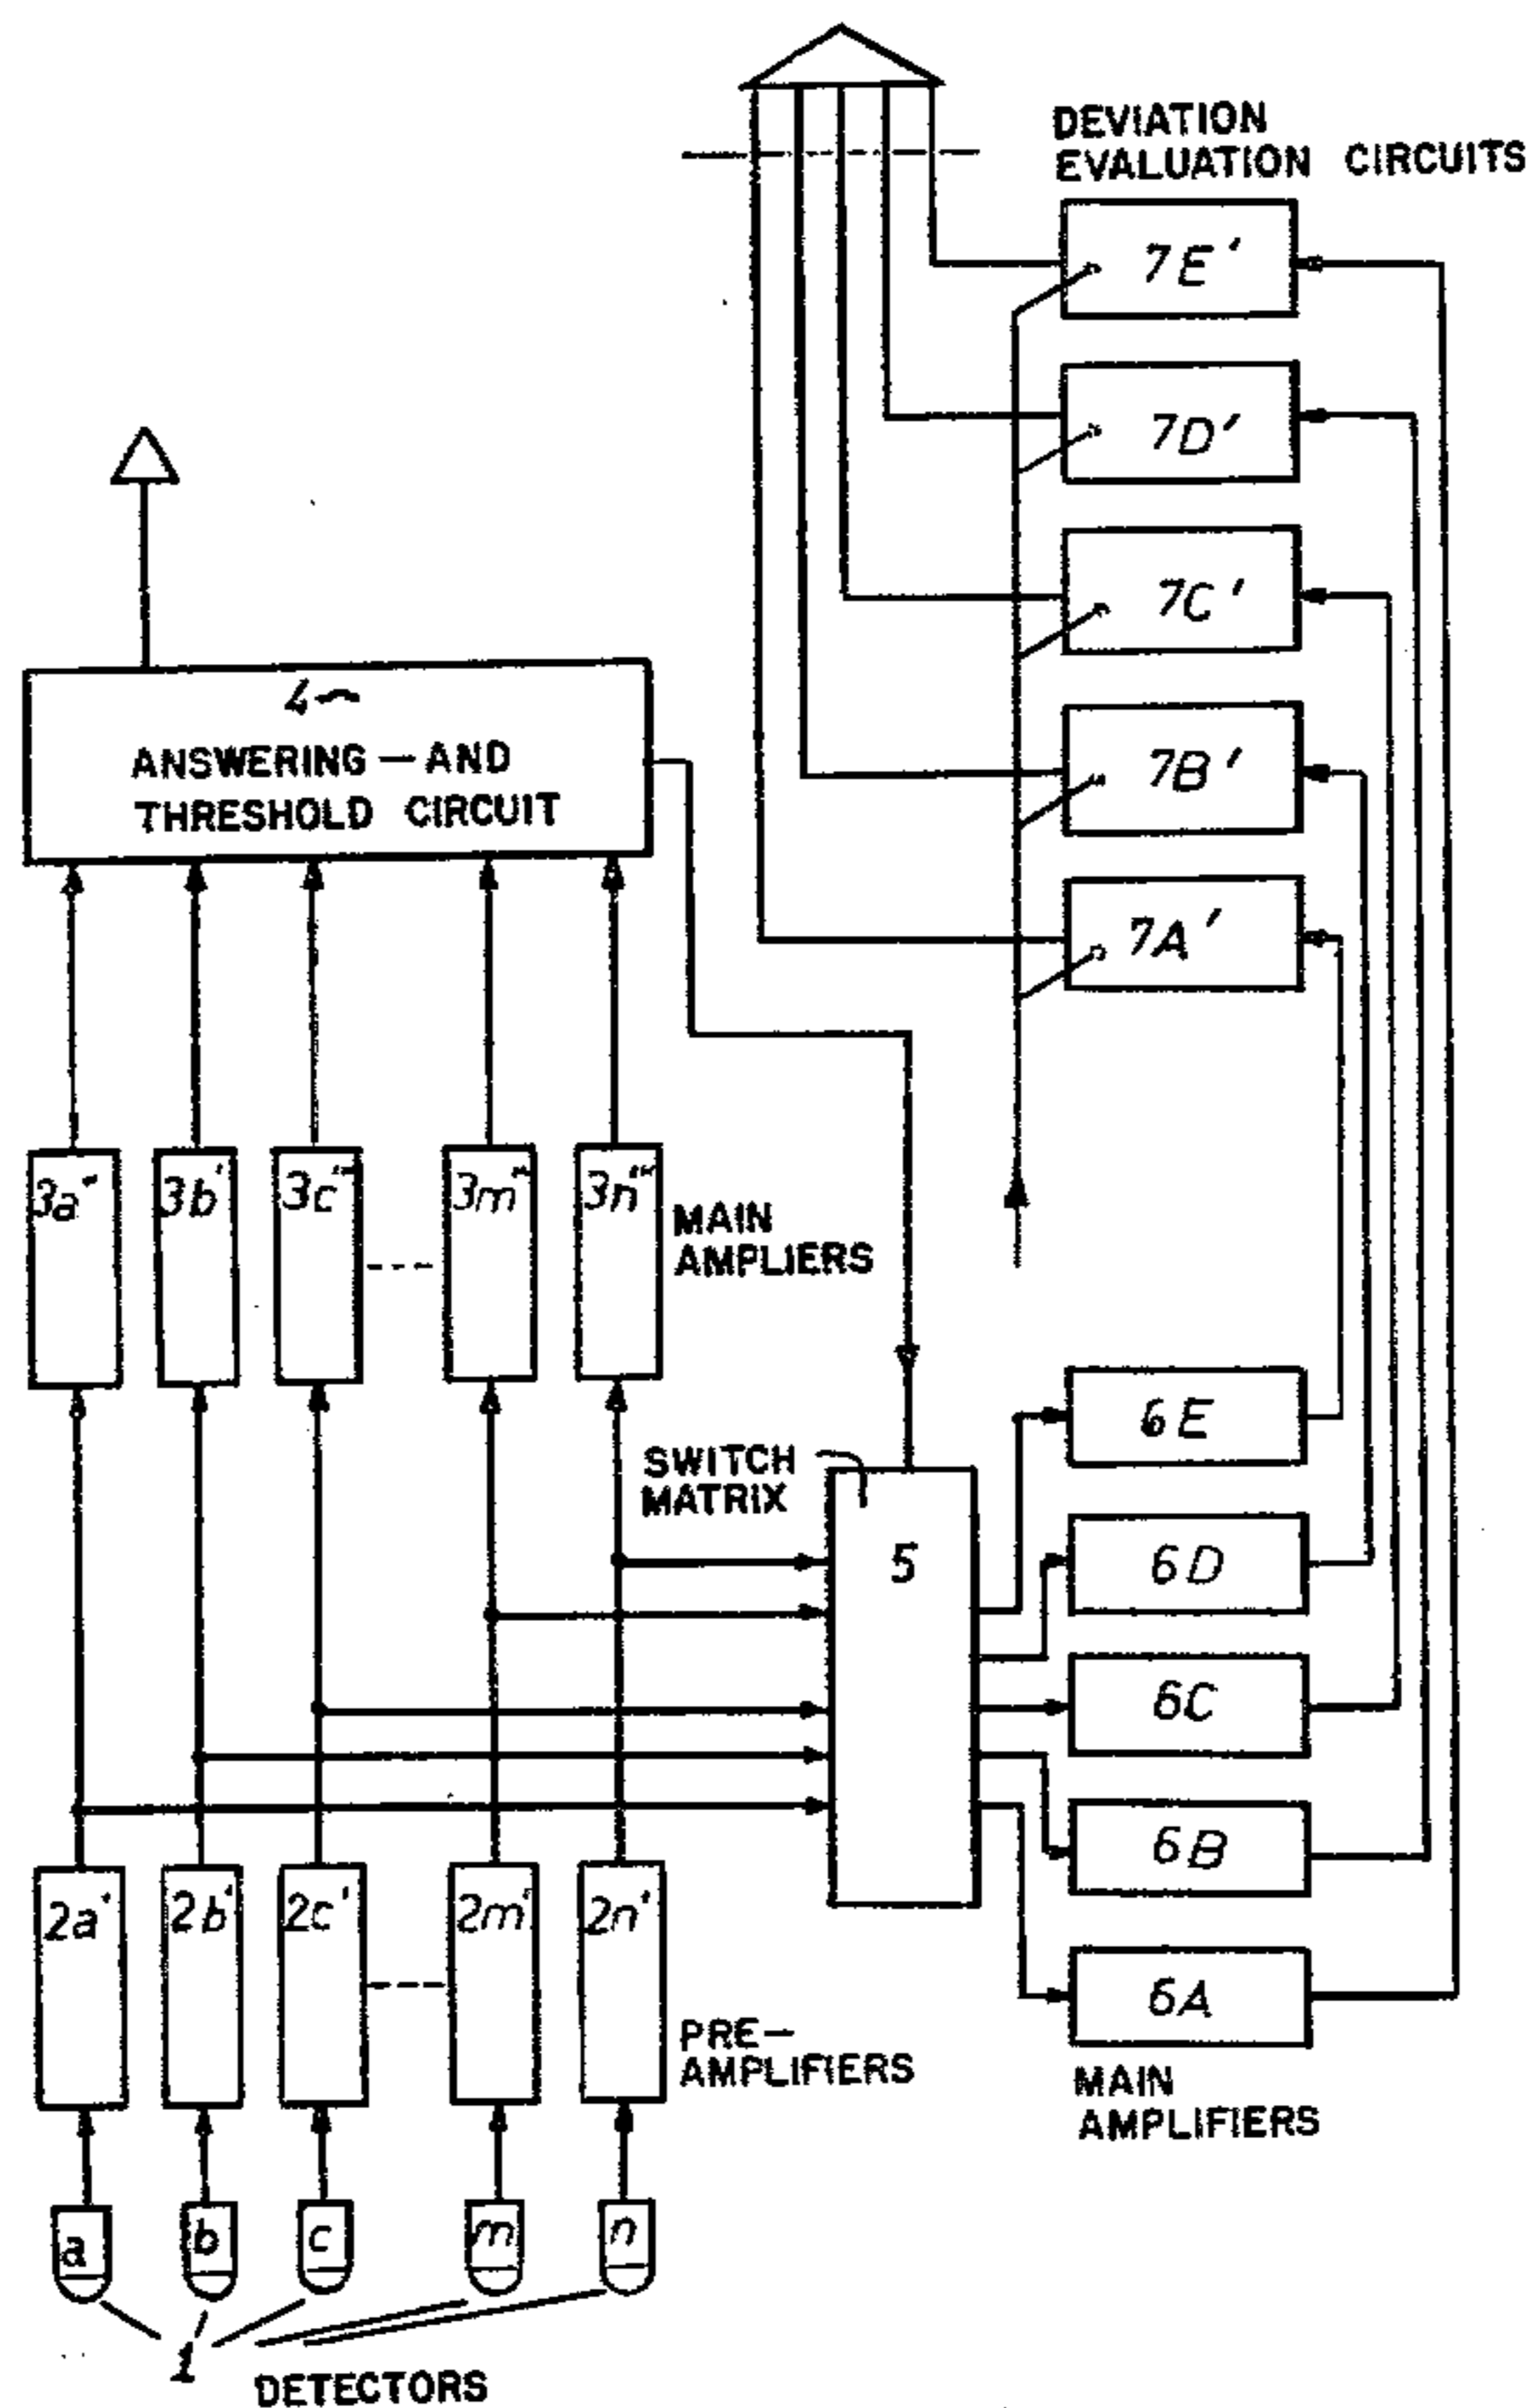 DEVIATION
EVALUATION CIRCUITS
7E'
7D'
7C'
7B'
7A'
4
ANSWERING—AND
THRESHOLD CIRCUIT
3a"
3b'
3c'"
3m'"
3n'"
MAIN
AMPLIERS
SWITCH
MATRIX
5
6E
6D
6C
6B
6A
MAIN
AMPLIFIERS
2a'
2b'
2c'
2m'
2n'
PRE—
AMPLIFIERS
a
b
c
m
n
1
DETECTORS